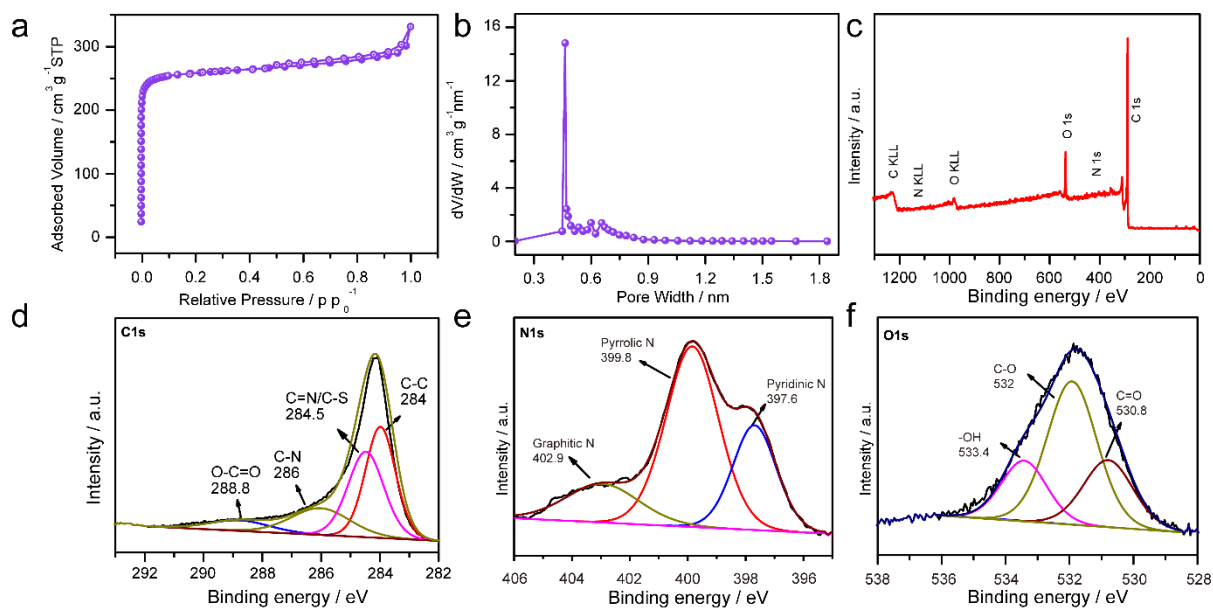 a
Adsorbed Volume / cm³ g⁻¹STP
300
200
100
0
0.0 0.2 0.4 0.6 0.8 1.0
Relative Pressure / p p₀⁻¹
b
dV/dW / cm³ g⁻¹nm⁻¹
16
12
8
4
0
0.3 0.6 0.9 1.2 1.5 1.8
Pore Width / nm
c
Intensity / a.u.
C KLL
N KLL
O KLL
O 1s
N 1s
C 1s
1200 1000 800 600 400 200 0
Binding energy / eV
d
C1s
Intensity / a.u.
O-C=O
288.8
C-N
286
C=N/C-S
284.5
C-C
284
292 290 288 286 284 282
Binding energy / eV
e
N1s
Intensity / a.u.
Graphitic N
402.9
Pyrrolic N
399.8
Pyridinic N
397.6
406 404 402 400 398 396
Binding energy / eV
f
O1s
Intensity / a.u.
-OH
533.4
C-O
532
C=O
530.8
538 536 534 532 530 528
Binding energy / eV